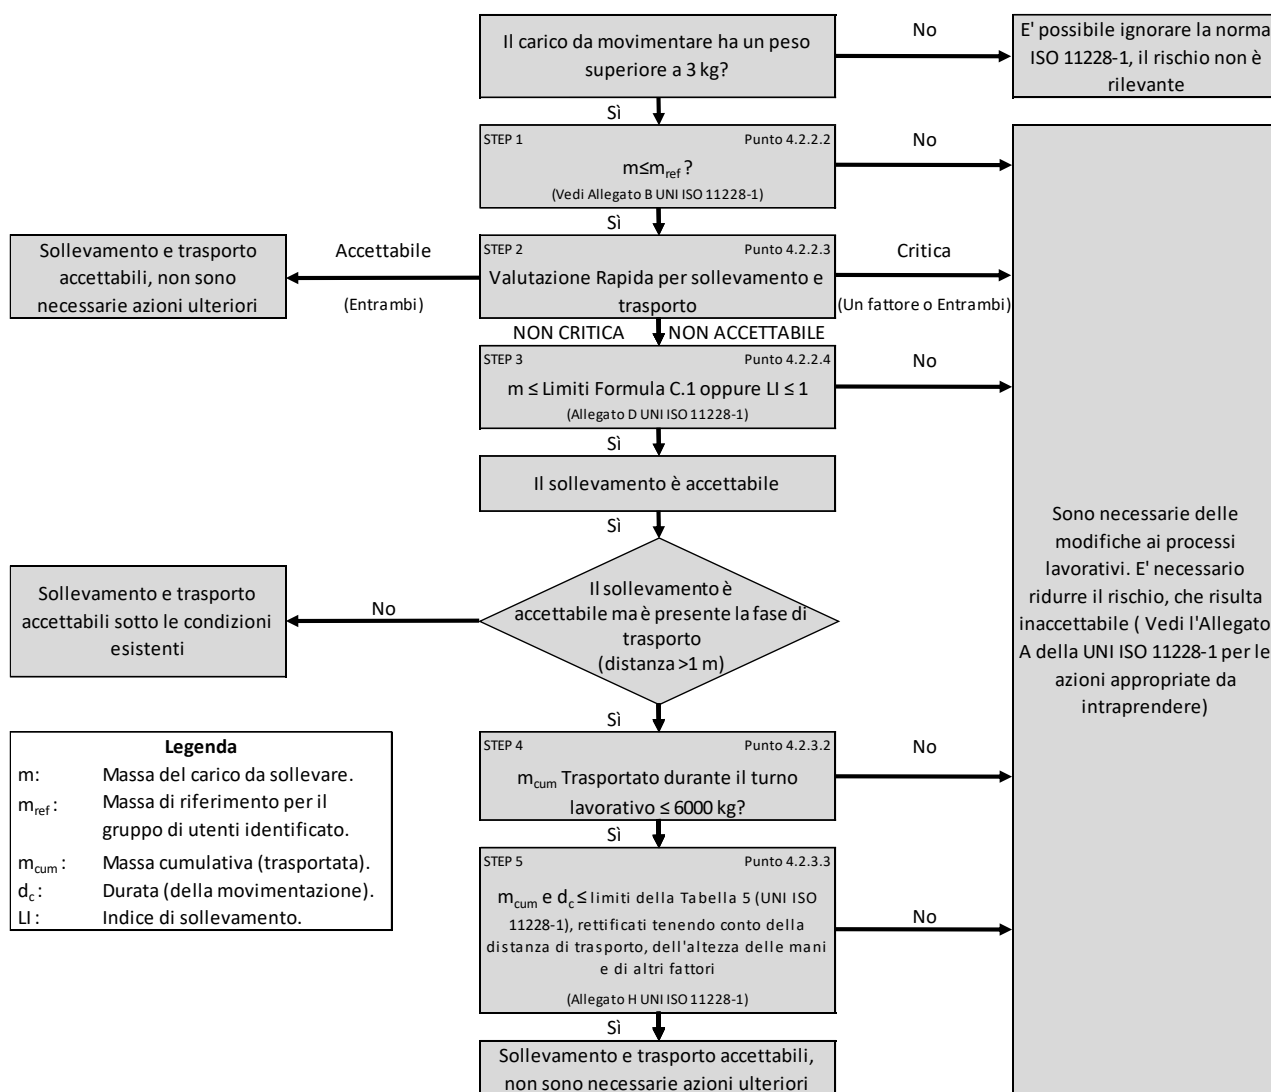 Il carico da movimentare ha un peso
superiore a 3 kg?
No
E' possibile ignorare la norma
ISO 11228-1, il rischio non è
rilevante
Sì
STEP 1 Punto 4.2.2.2
m≤mref ?
(Vedi Allegato B UNI ISO 11228-1)
No
Sì
Sollevamento e trasporto
accettabili, non sono
necessarie azioni ulteriori
Accettabile
(Entrambi)
STEP 2 Punto 4.2.2.3
Valutazione Rapida per sollevamento e
trasporto
Critica
(Un fattore o Entrambi)
NON CRITICA NON ACCETTABILE
STEP 3 Punto 4.2.2.4
m ≤ Limiti Formula C.1 oppure LI ≤ 1
(Allegato D UNI ISO 11228-1)
No
Sì
Il sollevamento è accettabile
Sì
Sono necessarie delle
modifiche ai processi
lavorativi. E' necessario
ridurre il rischio, che risulta
inaccettabile ( Vedi l'Allegato
A della UNI ISO 11228-1 per le
azioni appropriate da
intraprendere)
Il sollevamento è
accettabile ma è presente la fase di
trasporto
(distanza >1 m)
No
Sollevamento e trasporto
accettabili sotto le condizioni
esistenti
Sì
STEP 4 Punto 4.2.3.2
mcum Trasportato durante il turno
lavorativo ≤ 6000 kg?
No
Sì
Legenda
m: Massa del carico da sollevare.
mref : Massa di riferimento per il
gruppo di utenti identificato.
mcum : Massa cumulativa (trasportata).
dc : Durata (della movimentazione).
LI : Indice di sollevamento.
STEP 5 Punto 4.2.3.3
mcum e dc ≤ limiti della Tabella 5 (UNI ISO
11228-1), rettificati tenendo conto della
distanza di trasporto, dell'altezza delle mani
e di altri fattori
(Allegato H UNI ISO 11228-1)
No
Sì
Sollevamento e trasporto accettabili,
non sono necessarie azioni ulteriori